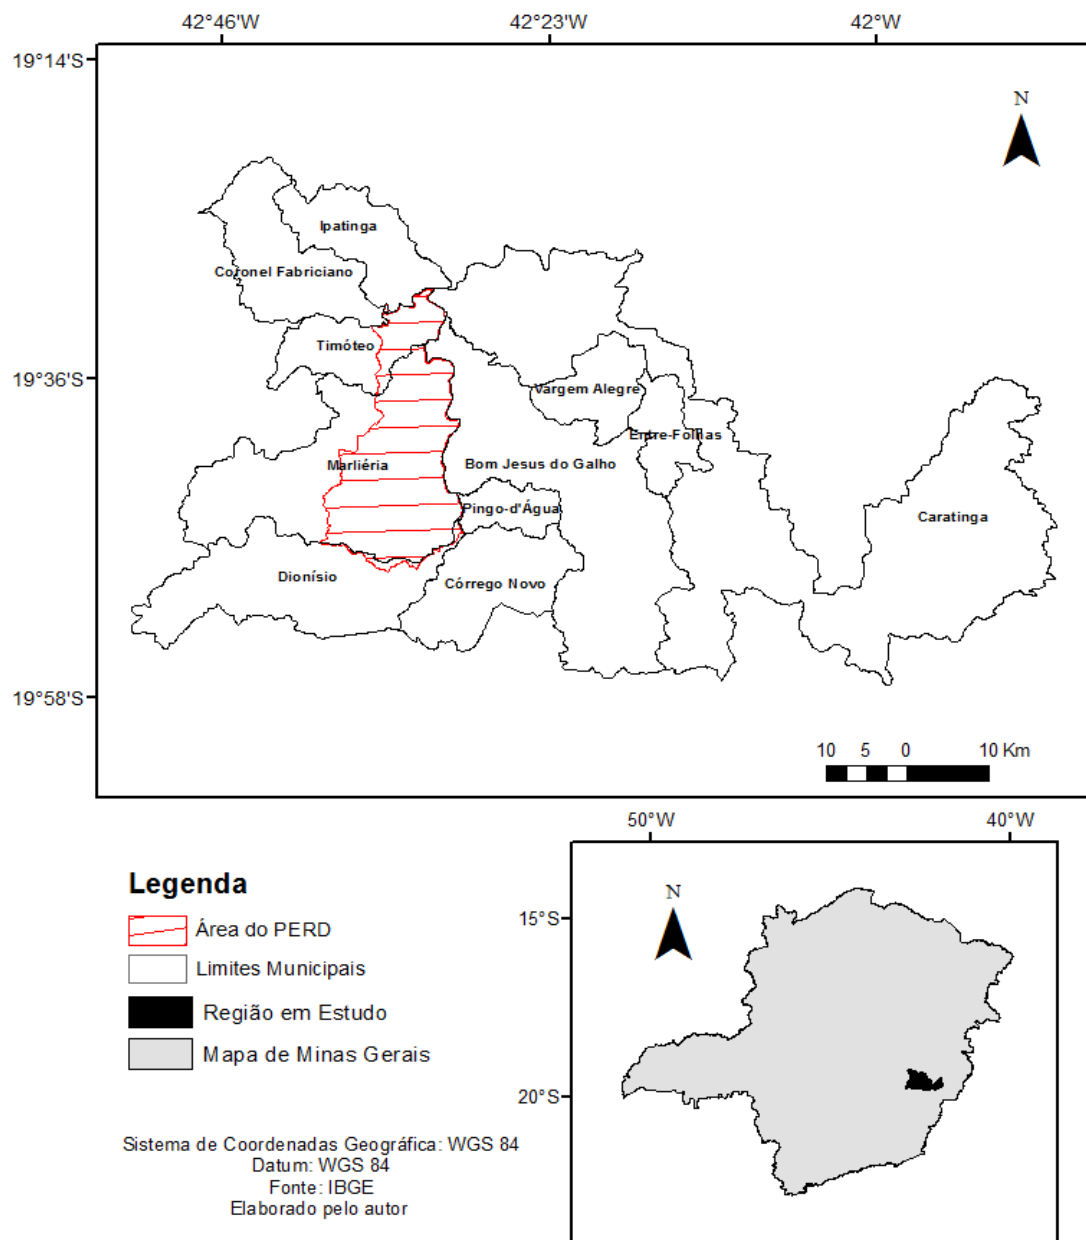 42°46'W 42°23'W 42°W
19°14'S
N
Ipatinga
Coronel Fabriciano
Timóteo
19°36'S
Vargem Alegre
Entre-Folhas
Marliéria
Bom Jesus do Galho
Pingo-d'Água
Caratinga
Dionísio
Córrego Novo
19°58'S
10 5 0 10 Km
50°W 40°W
Legenda
N
15°S
Área do PERD
Limites Municipais
Região em Estudo
Mapa de Minas Gerais
20°S
Sistema de Coordenadas Geográfica: WGS 84
Datum: WGS 84
Fonte: IBGE
Elaborado pelo autor